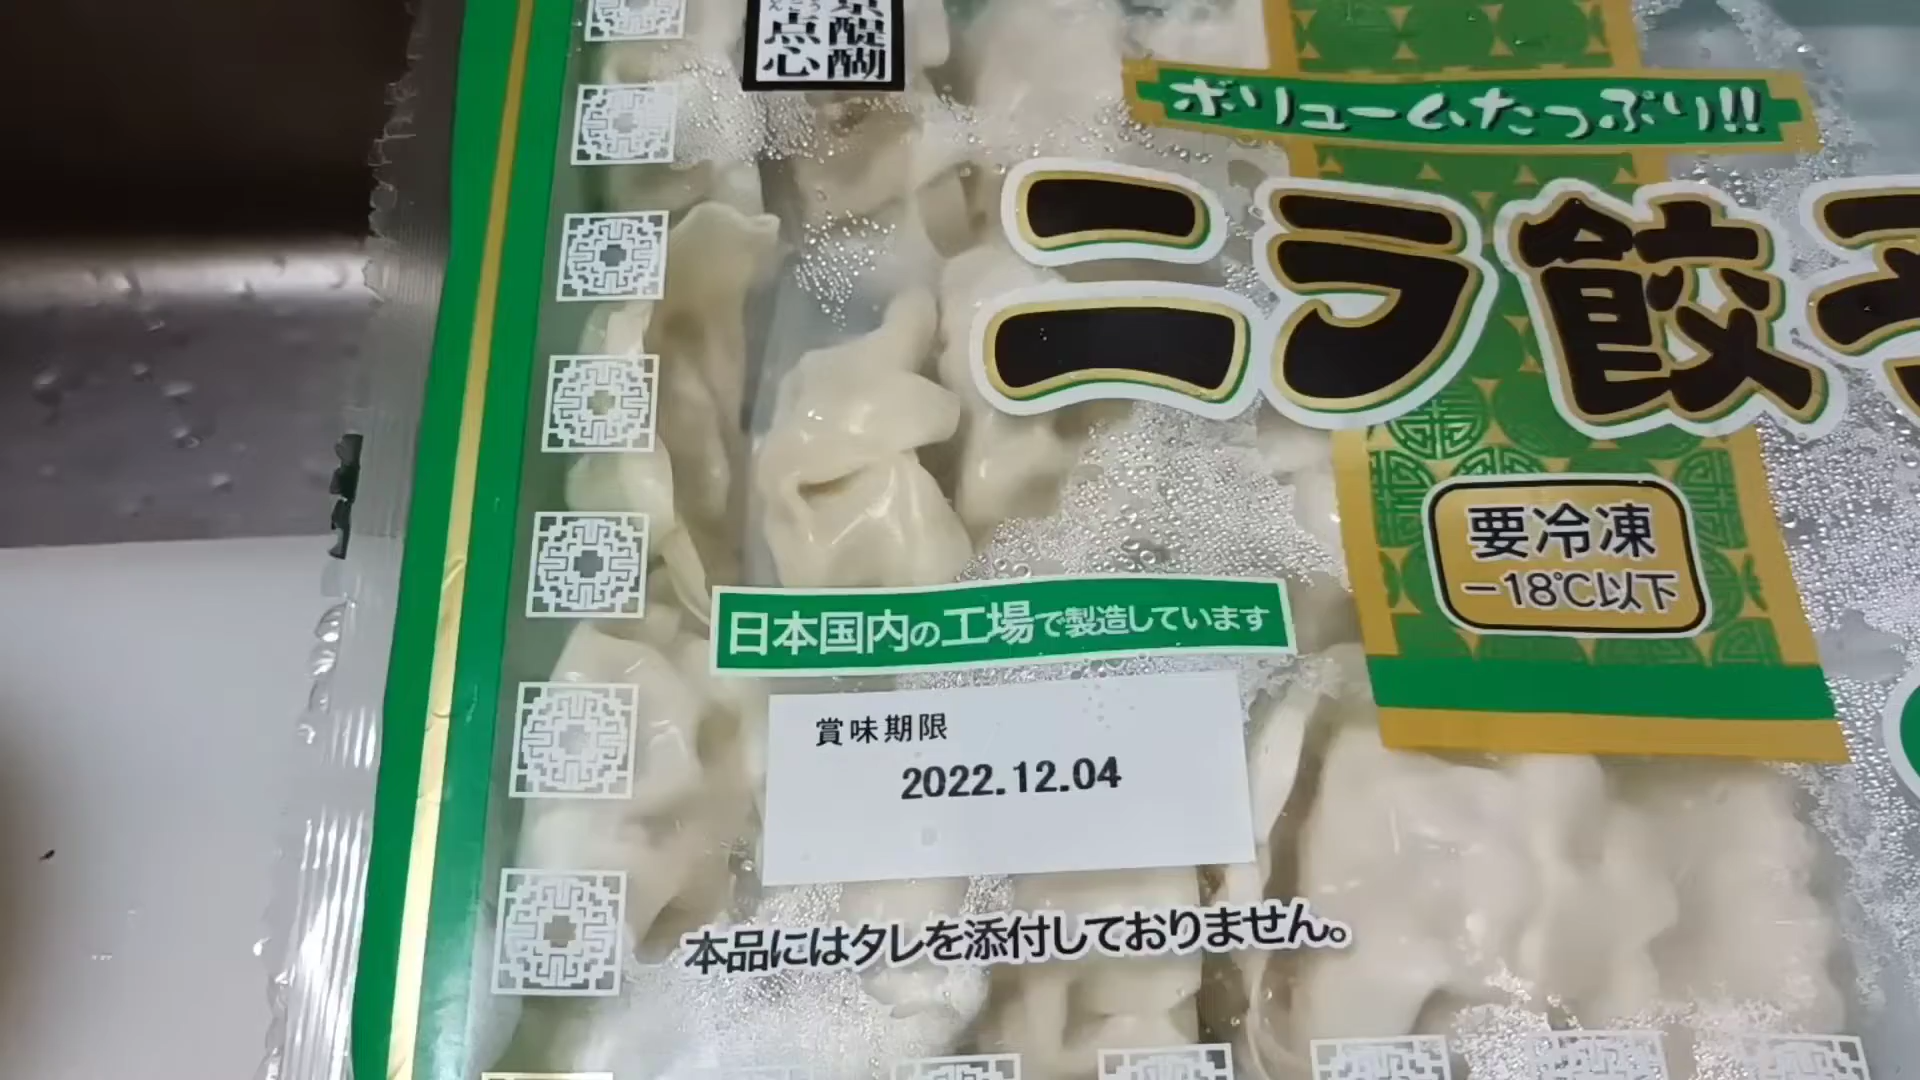 醍醐
点心
ボリュームたっぷり!!
ニラ餃子
要冷凍
−18℃以下
日本国内の工場で製造しています
賞味期限
2022.12.04
本品にはタレを添付しておりません。